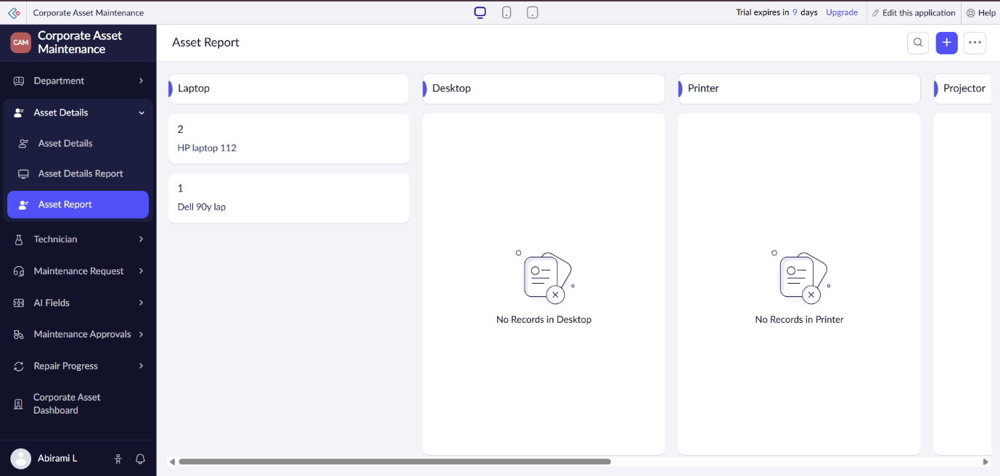 Corporate Asset Maintenance
Trial expires in 9 days Upgrade
Edit this application
Help
CAM
Corporate Asset
Maintenance
Department
Asset Details
Asset Details
Asset Details Report
Asset Report
Technician
Maintenance Request
AI Fields
Maintenance Approvals
Repair Progress
Corporate Asset
Dashboard
Abirami L
Asset Report
Laptop
2
HP laptop 112
1
Dell 90y lap
Desktop
No Records in Desktop
Printer
No Records in Printer
Projector